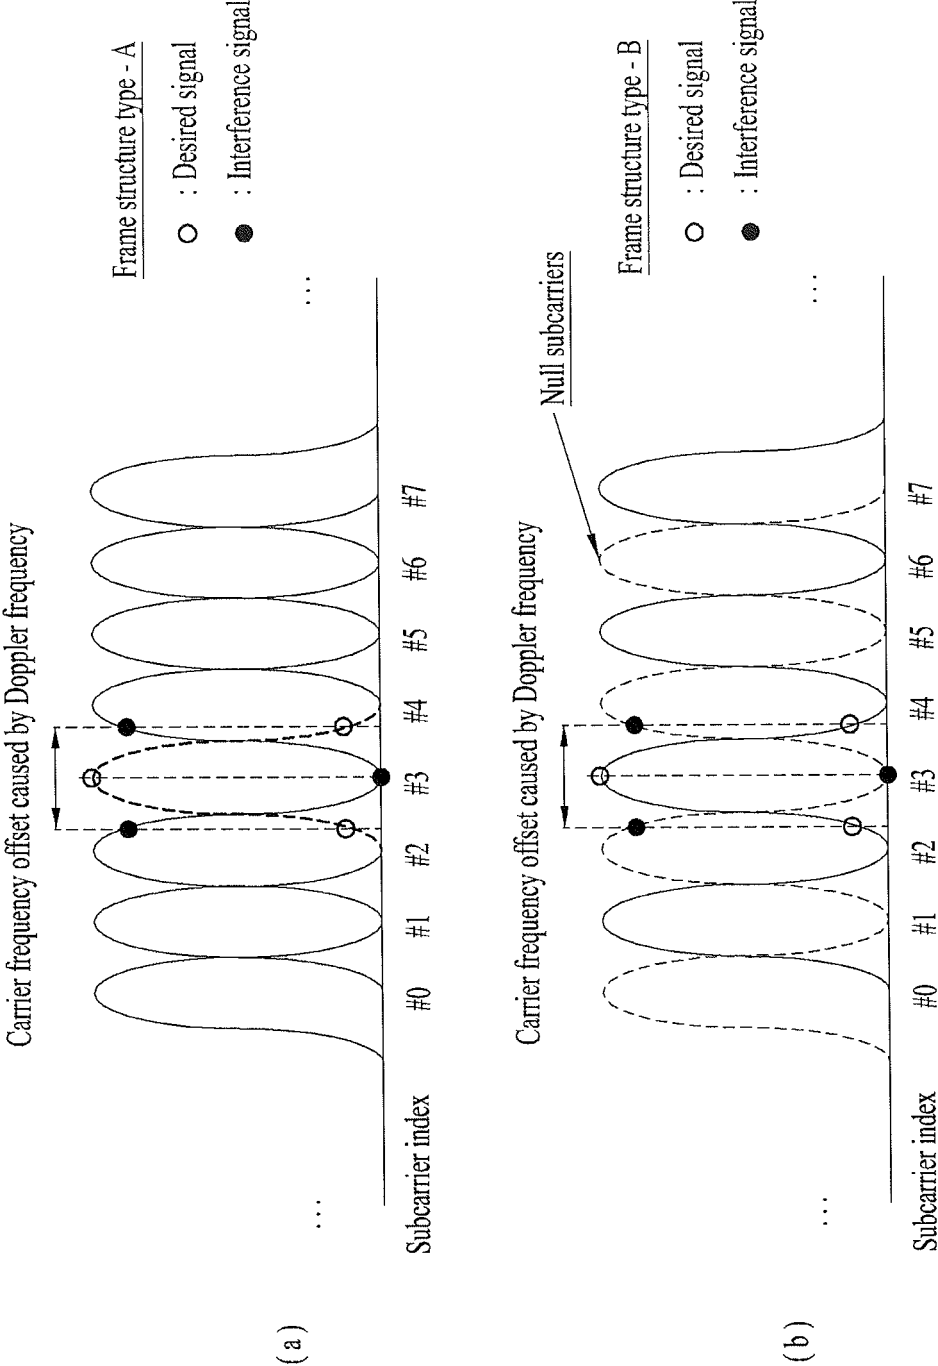 Carrier frequency offset caused by Doppler frequency
Frame structure type - A
: Desired signal
: Interference signal
...
...
Subcarrier index #0 #1 #2 #3 #4 #5 #6 #7
( a )
Carrier frequency offset caused by Doppler frequency
Null subcarriers
Frame structure type - B
: Desired signal
: Interference signal
...
...
Subcarrier index #0 #1 #2 #3 #4 #5 #6 #7
( b )